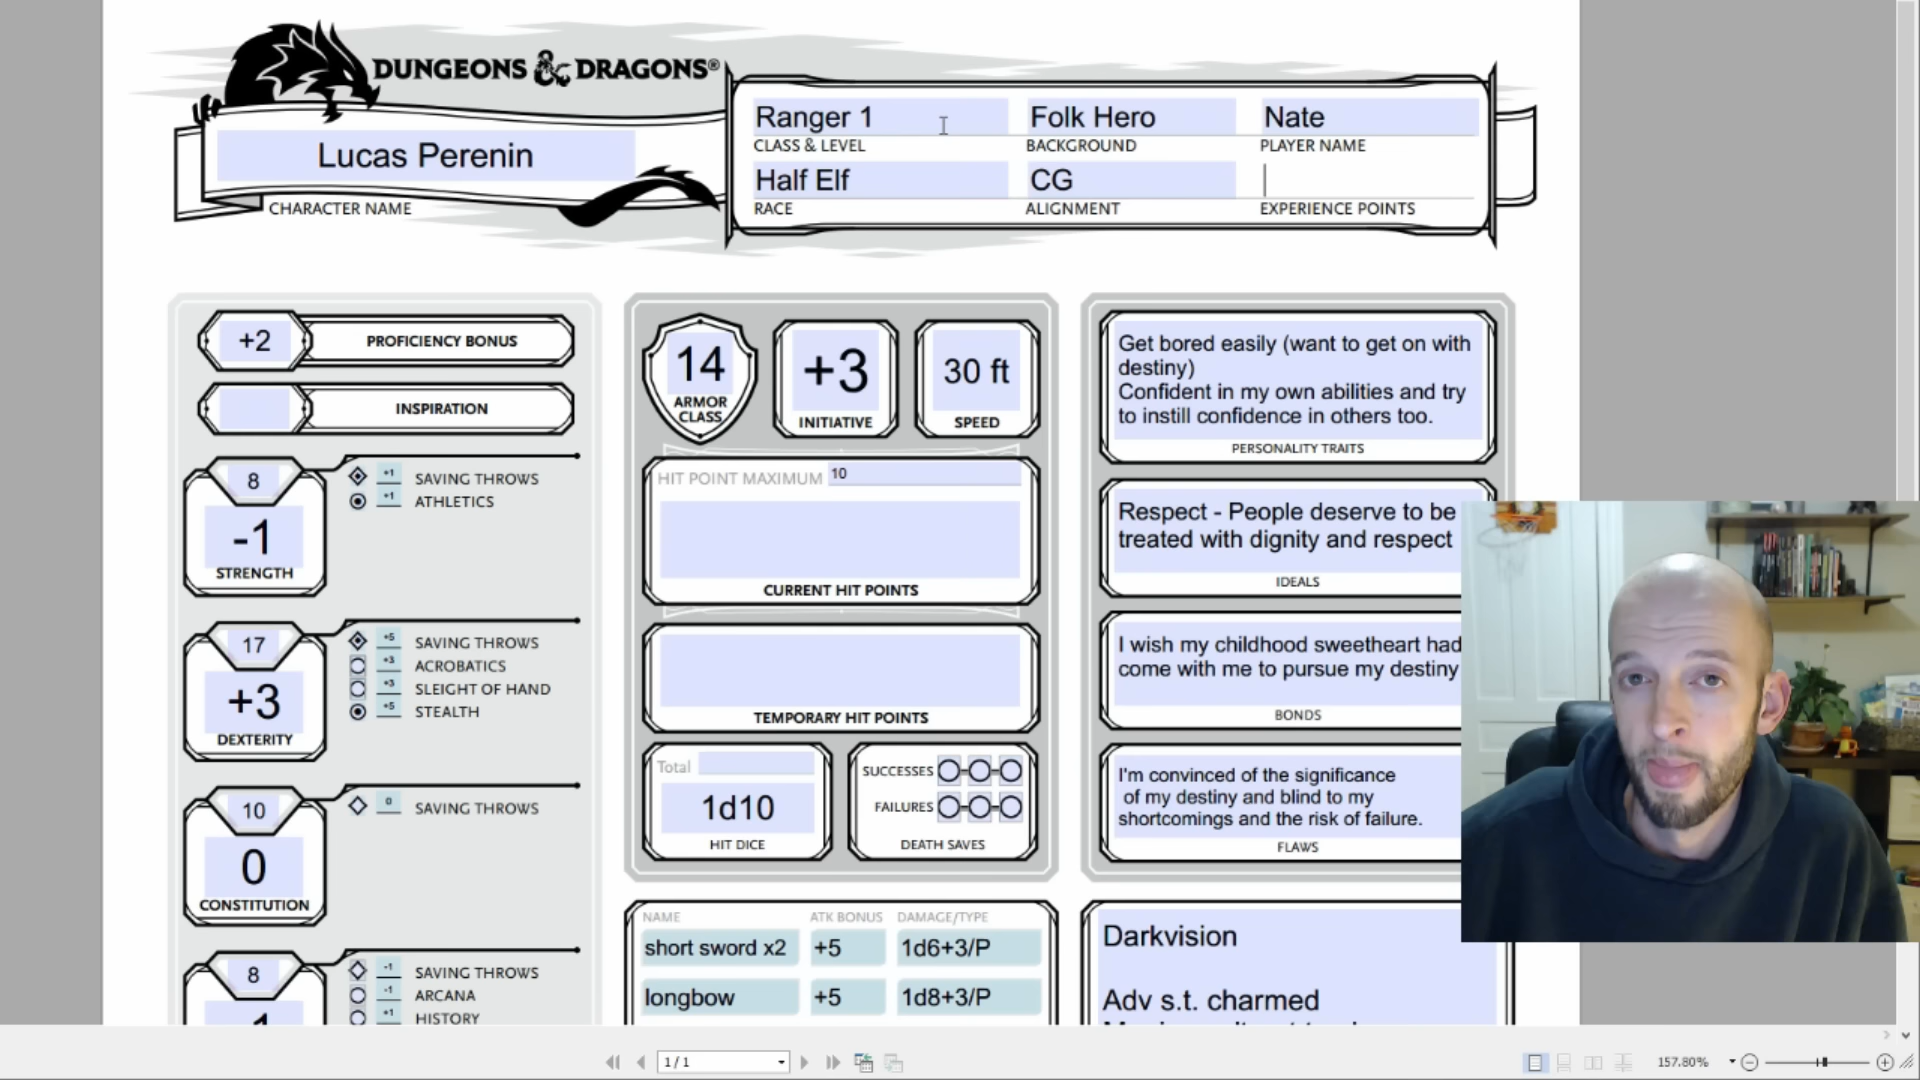 DUNGEONS & DRAGONS®
Lucas Perenin
CHARACTER NAME
Ranger 1
CLASS & LEVEL
Folk Hero
BACKGROUND
Nate
PLAYER NAME
Half Elf
RACE
CG
ALIGNMENT
EXPERIENCE POINTS
+2
PROFICIENCY BONUS
INSPIRATION
8
-1
STRENGTH
+1 SAVING THROWS
+1 ATHLETICS
17
+3
DEXTERITY
+5 SAVING THROWS
+3 ACROBATICS
+3 SLEIGHT OF HAND
+5 STEALTH
10
0
CONSTITUTION
0 SAVING THROWS
8
-1 SAVING THROWS
-1 ARCANA
+1 HISTORY
14
ARMOR
CLASS
+3
INITIATIVE
30 ft
SPEED
HIT POINT MAXIMUM 10
CURRENT HIT POINTS
TEMPORARY HIT POINTS
Total
1d10
HIT DICE
SUCCESSES
FAILURES
DEATH SAVES
NAME ATK BONUS DAMAGE/TYPE
short sword x2 +5 1d6+3/P
longbow +5 1d8+3/P
Get bored easily (want to get on with
destiny)
Confident in my own abilities and try
to instill confidence in others too.
PERSONALITY TRAITS
Respect - People deserve to be
treated with dignity and respect
IDEALS
I wish my childhood sweetheart had
come with me to pursue my destiny
BONDS
I'm convinced of the significance
of my destiny and blind to my
shortcomings and the risk of failure.
FLAWS
Darkvision
Adv s.t. charmed
1 / 1
157.80%